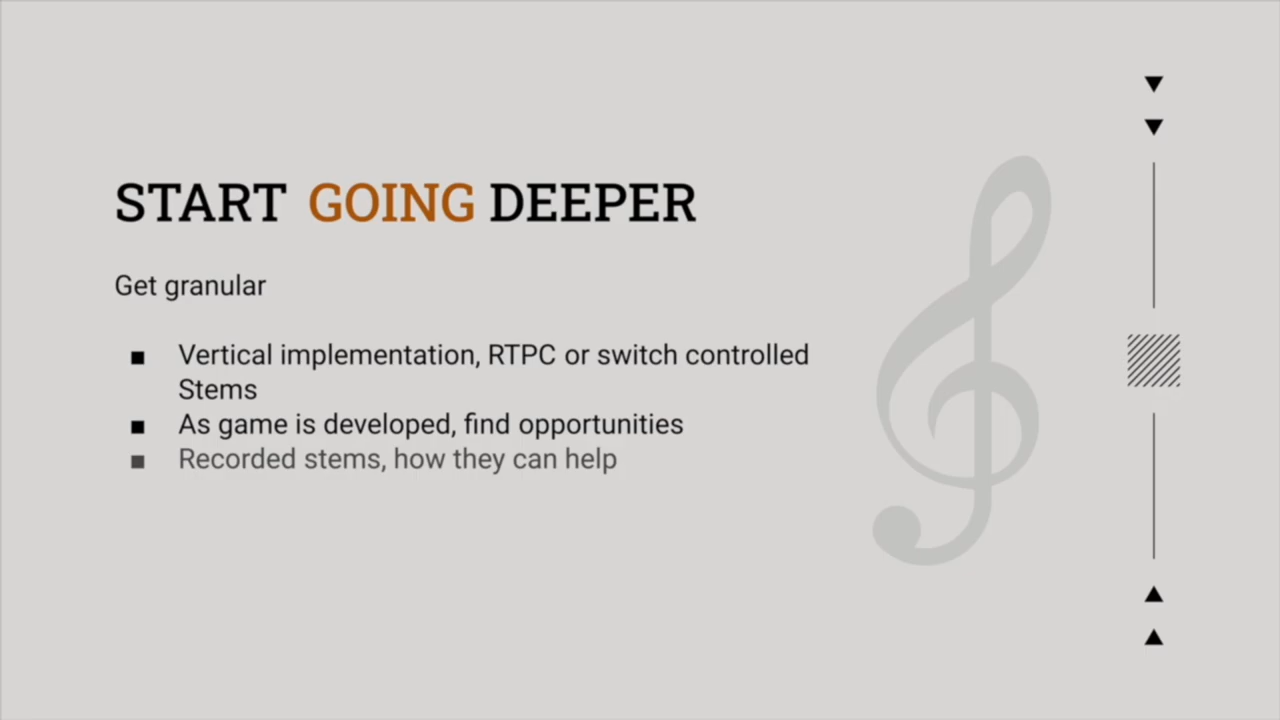 START GOING DEEPER
Get granular
■ Vertical implementation, RTPC or switch controlled
Stems
■ As game is developed, find opportunities
■ Recorded stems, how they can help